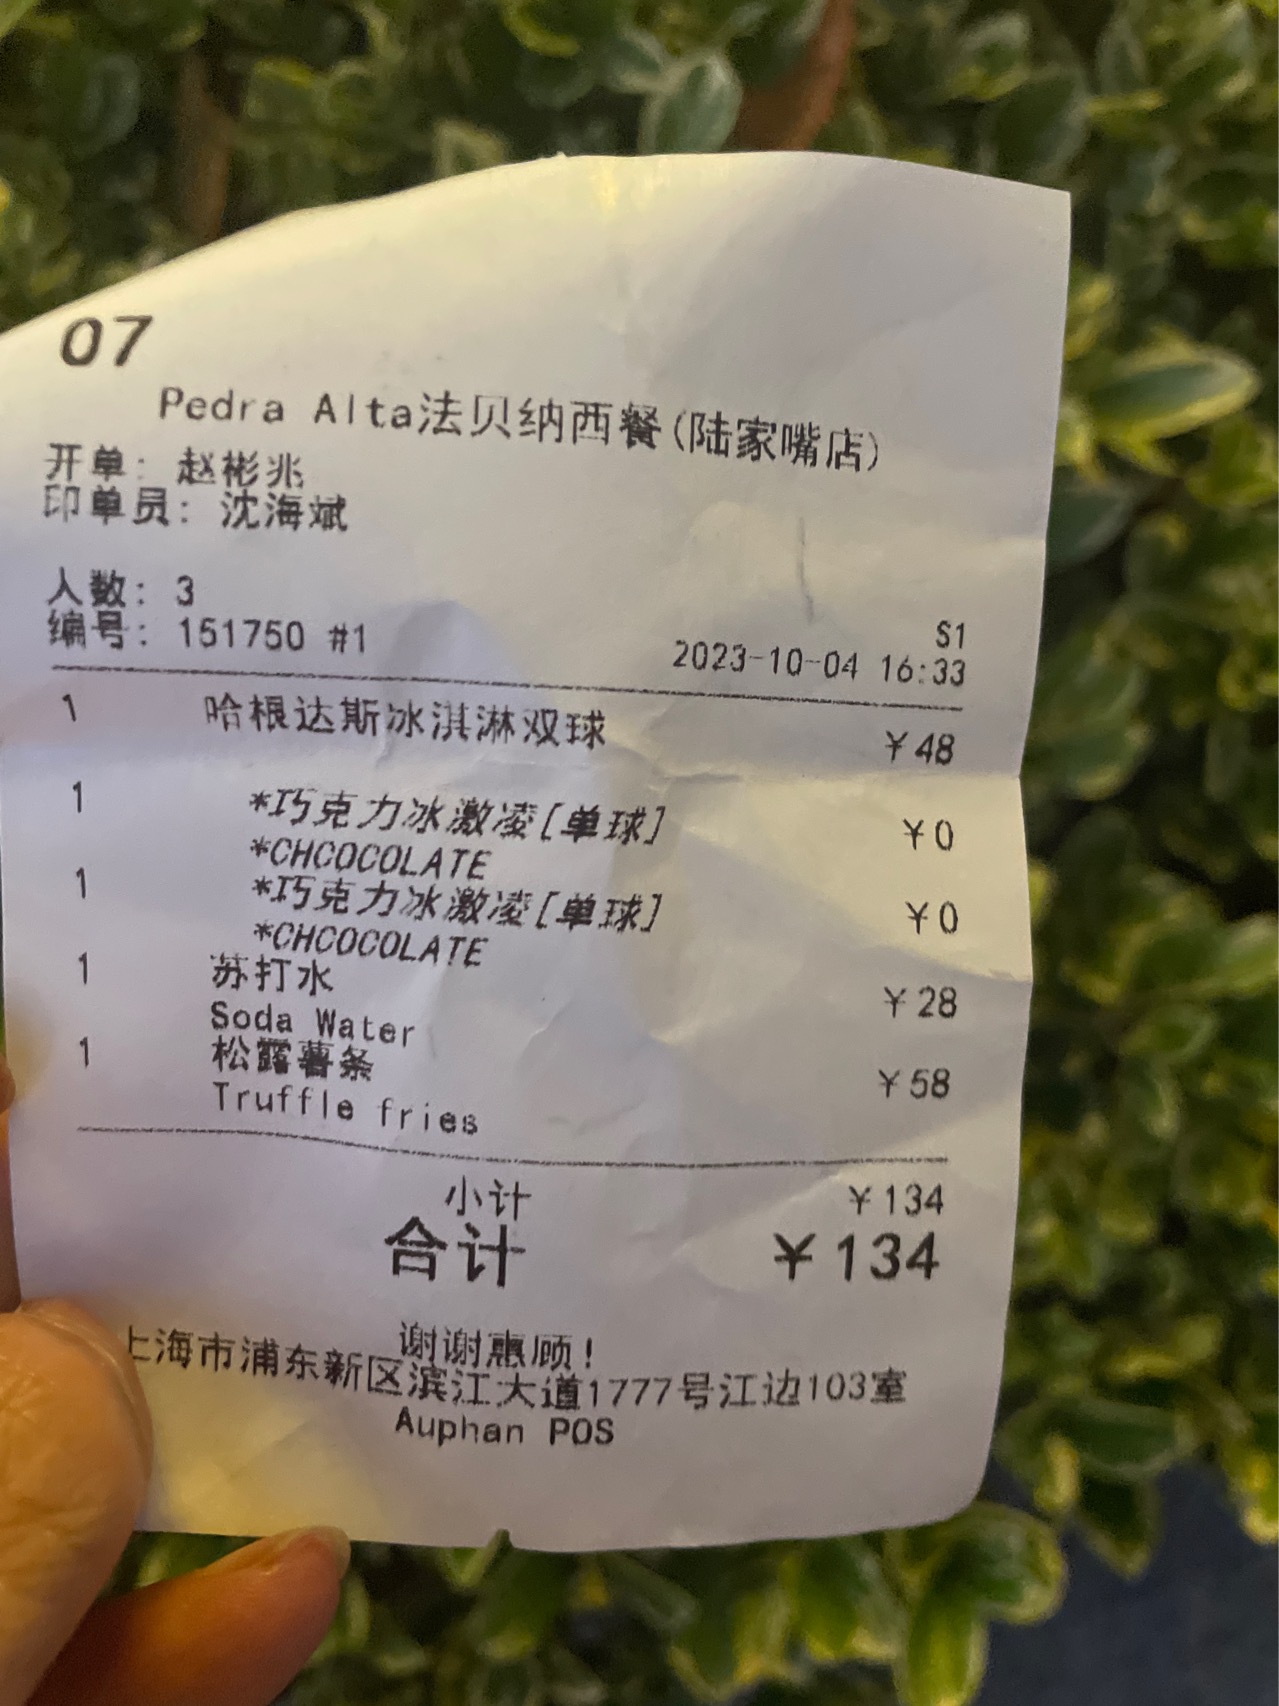 07
Pedra Alta法贝纳西餐(陆家嘴店)
开单: 赵彬兆
印单员: 沈海斌
人数: 3
编号: 151750 #1
S1
2023-10-04 16:33
1 哈根达斯冰淇淋双球 ¥48
1 *巧克力冰激凌[单球] ¥0
*CHCOCOLATE
1 *巧克力冰激凌[单球] ¥0
*CHCOCOLATE
1 苏打水 ¥28
Soda Water
1 松露薯条 ¥58
Truffle fries
小计 ¥134
合计 ¥134
谢谢惠顾!
上海市浦东新区滨江大道1777号江边103室
Auphan POS